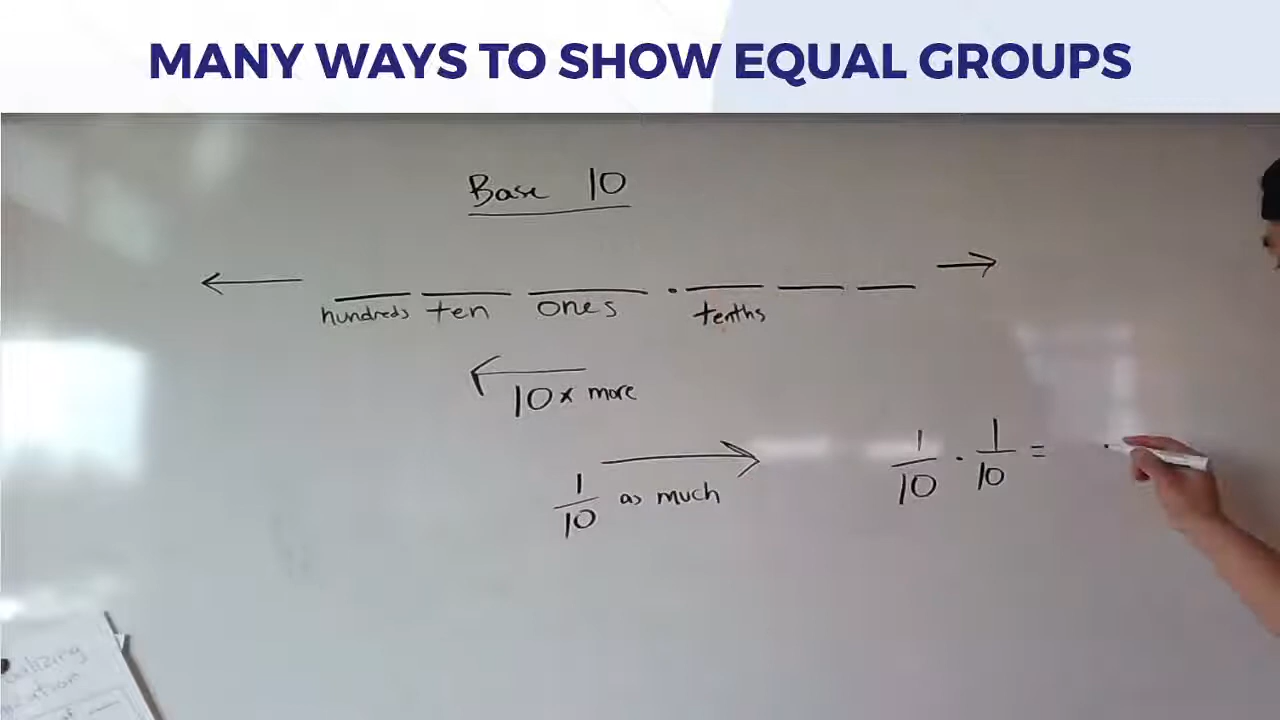 MANY WAYS TO SHOW EQUAL GROUPS
Base 10
hundreds ten ones . tenths
10x more
1/10 as much
1/10 · 1/10 =